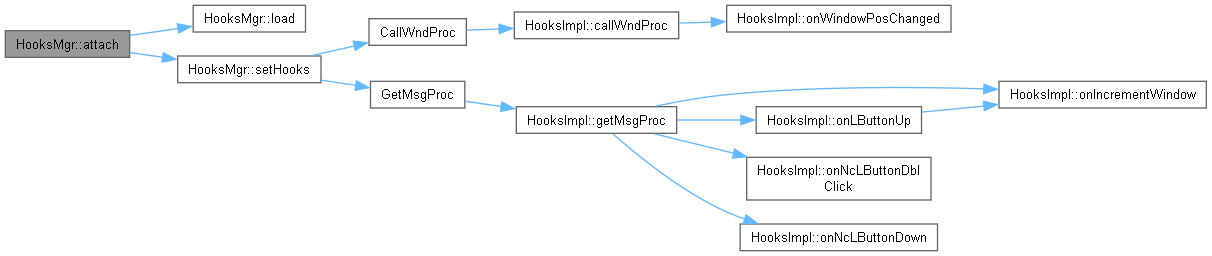 HooksMgr::attach
HooksMgr::load
HooksMgr::setHooks
CallWndProc
HooksImpl::callWndProc
HooksImpl::onWindowPosChanged
GetMsgProc
HooksImpl::getMsgProc
HooksImpl::onIncrementWindow
HooksImpl::onLButtonUp
HooksImpl::onNcLButtonDbl
Click
HooksImpl::onNcLButtonDown